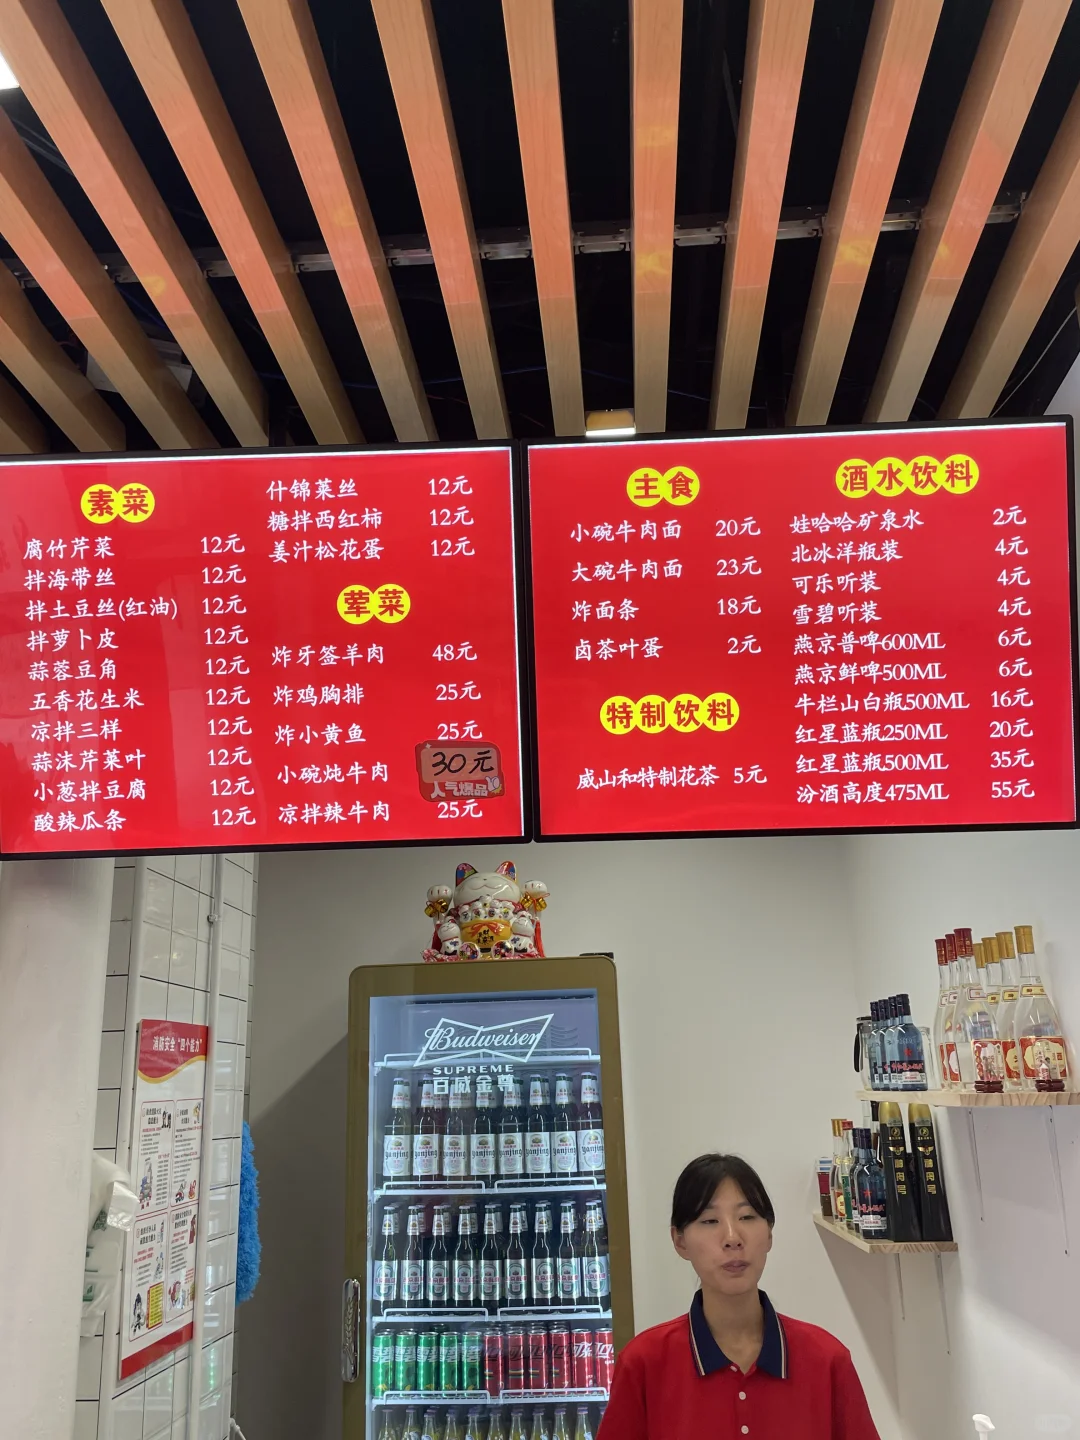 素菜
腐竹芹菜 12元
拌海带丝 12元
拌土豆丝(红油) 12元
拌萝卜皮 12元
蒜蓉豆角 12元
五香花生米 12元
凉拌三样 12元
蒜沫芹菜叶 12元
小葱拌豆腐 12元
酸辣瓜条 12元
什锦菜丝 12元
糖拌西红柿 12元
姜汁松花蛋 12元
荤菜
炸牙签羊肉 48元
炸鸡胸排 25元
炸小黄鱼 25元
小碗炖牛肉 30元
人气爆品
凉拌辣牛肉 25元
主食
小碗牛肉面 20元
大碗牛肉面 23元
炸面条 18元
卤茶叶蛋 2元
特制饮料
威山和特制花茶 5元
酒水饮料
娃哈哈矿泉水 2元
北冰洋瓶装 4元
可乐听装 4元
雪碧听装 4元
燕京普啤600ML 6元
燕京鲜啤500ML 6元
牛栏山白瓶500ML 16元
红星蓝瓶250ML 20元
红星蓝瓶500ML 35元
汾酒高度475ML 55元
Budweiser
SUPREME
百威金尊
消防安全“四个能力”
yanjing